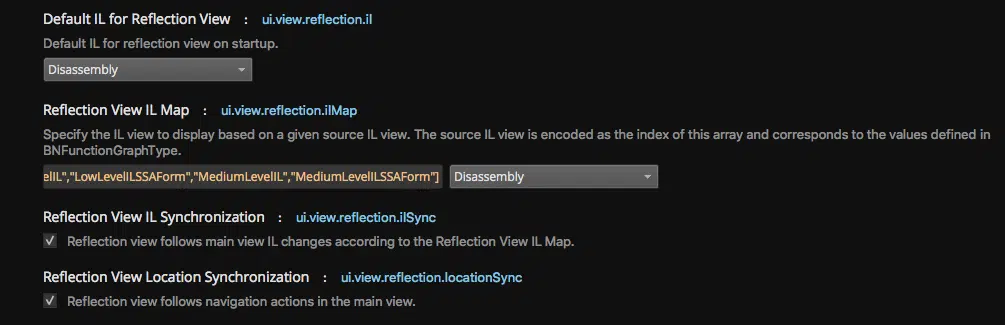 Default IL for Reflection View : ui.view.reflection.il
Default IL for reflection view on startup.
Disassembly
Reflection View IL Map : ui.view.reflection.ilMap
Specify the IL view to display based on a given source IL view. The source IL view is encoded as the index of this array and corresponds to the values defined in
BNFunctionGraphType.
elIL","LowLevelILSSAForm","MediumLevelIL","MediumLevelILSSAForm"] Disassembly
Reflection View IL Synchronization : ui.view.reflection.ilSync
Reflection view follows main view IL changes according to the Reflection View IL Map.
Reflection View Location Synchronization : ui.view.reflection.locationSync
Reflection view follows navigation actions in the main view.